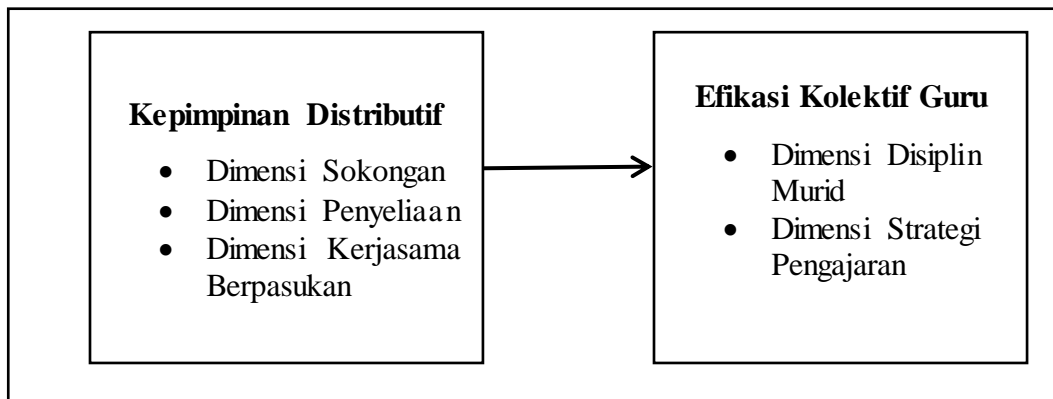 Kepimpinan Distributif
• Dimensi Sokongan
• Dimensi Penyeliaan
• Dimensi Kerjasama
Berpasukan
Efikasi Kolektif Guru
• Dimensi Disiplin
Murid
• Dimensi Strategi
Pengajaran